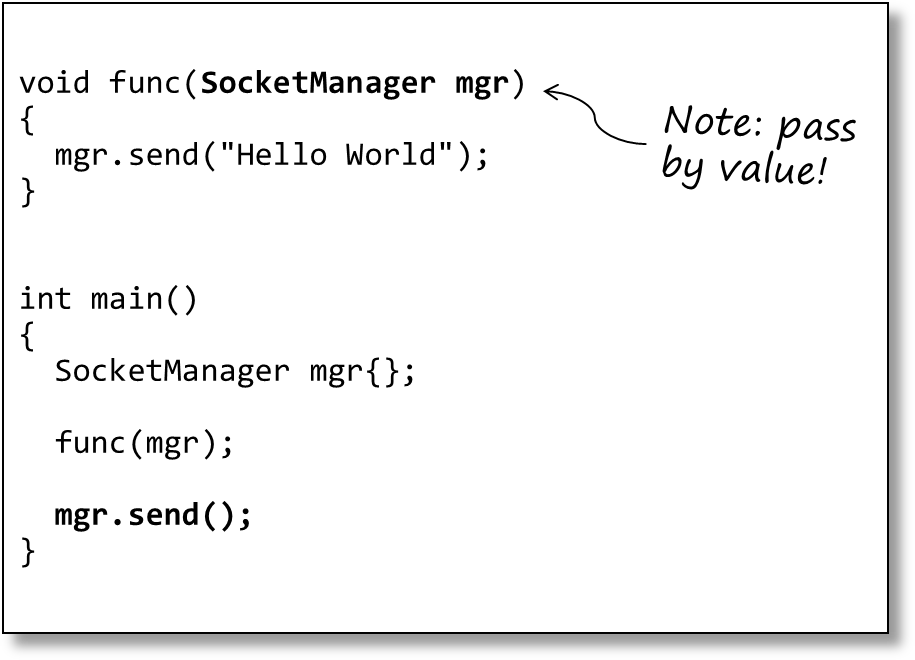 void func(SocketManager mgr)
{
  mgr.send("Hello World");
}
Note: pass
by value!
int main()
{
  SocketManager mgr{};
  func(mgr);
  mgr.send();
}